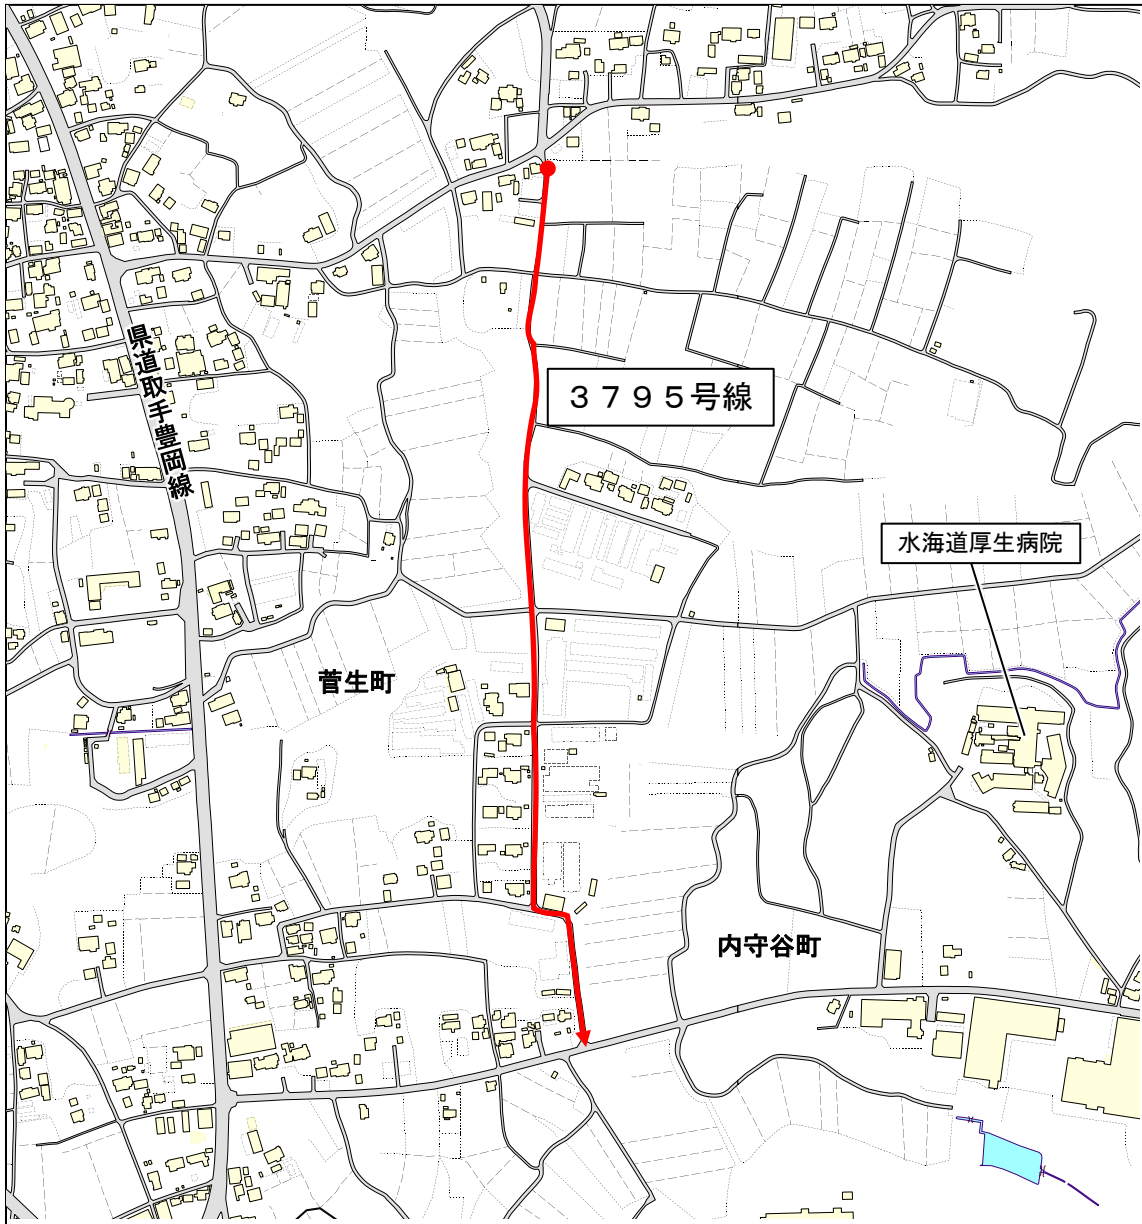 県道取手豊岡線
３７９５号線
水海道厚生病院
菅生町
内守谷町